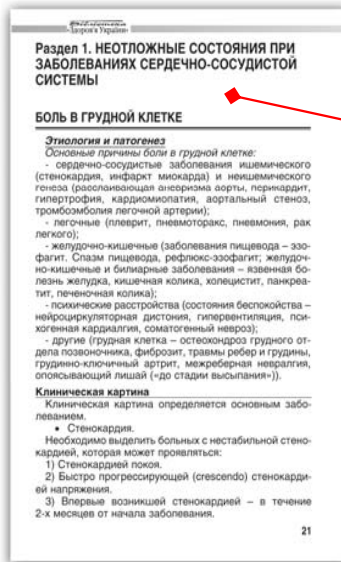 Библиотека
«Здоровья Украины»
Раздел 1. НЕОТЛОЖНЫЕ СОСТОЯНИЯ ПРИ
ЗАБОЛЕВАНИЯХ СЕРДЕЧНО-СОСУДИСТОЙ
СИСТЕМЫ
БОЛЬ В ГРУДНОЙ КЛЕТКЕ
Этиология и патогенез
Основные причины боли в грудной клетке:
- сердечно-сосудистые заболевания ишемического
(стенокардия, инфаркт миокарда) и неишемического
генеза (расслаивающая аневризма аорты, перикардит,
гипертрофия, кардиомиопатия, аортальный стеноз,
тромбоэмболия легочной артерии);
- легочные (плеврит, пневмоторакс, пневмония, рак
легкого);
- желудочно-кишечные (заболевания пищевода – эзо-
фагит. Спазм пищевода, рефлюкс-эзофагит; желудоч-
но-кишечные и билиарные заболевания – язвенная бо-
лезнь желудка, кишечная колика, холецистит, панкреа-
тит, печеночная колика);
- психические расстройства (состояния беспокойства –
нейроциркуляторная дистония, гипервентиляция, пси-
хогенная кардиалгия, соматогенный невроз);
- другие (грудная клетка – остеохондроз грудного от-
дела позвоночника, фиброзит, травмы ребер и грудины,
грудинно-ключичный артрит, межреберная невралгия,
опоясывающий лишай («до стадии высыпания»)).
Клиническая картина
Клиническая картина определяется основным забо-
леванием.
• Стенокардия.
Необходимо выделить больных с нестабильной стено-
кардией, которая может проявляться:
1) Стенокардией покоя.
2) Быстро прогрессирующей (crescendo) стенокарди-
ей напряжения.
3) Впервые возникшей стенокардией – в течение
2-х месяцев от начала заболевания.
21